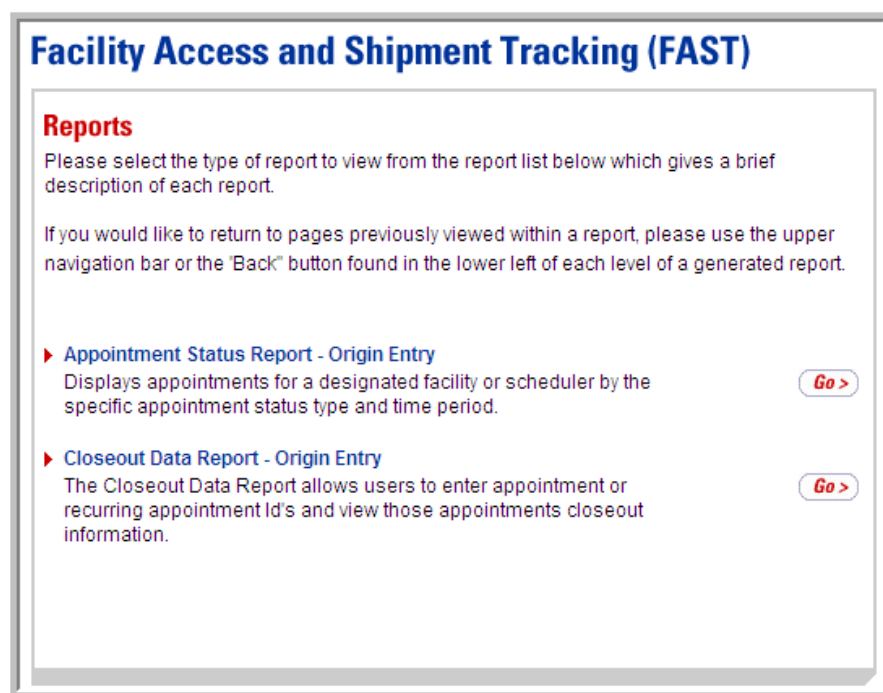 Facility Access and Shipment Tracking (FAST)
Reports
Please select the type of report to view from the report list below which gives a brief
description of each report.
If you would like to return to pages previously viewed within a report, please use the upper
navigation bar or the 'Back" button found in the lower left of each level of a generated report.
Appointment Status Report - Origin Entry
Displays appointments for a designated facility or scheduler by the
specific appointment status type and time period.
Go >
Closeout Data Report - Origin Entry
The Closeout Data Report allows users to enter appointment or
recurring appointment Id's and view those appointments closeout
information.
Go >